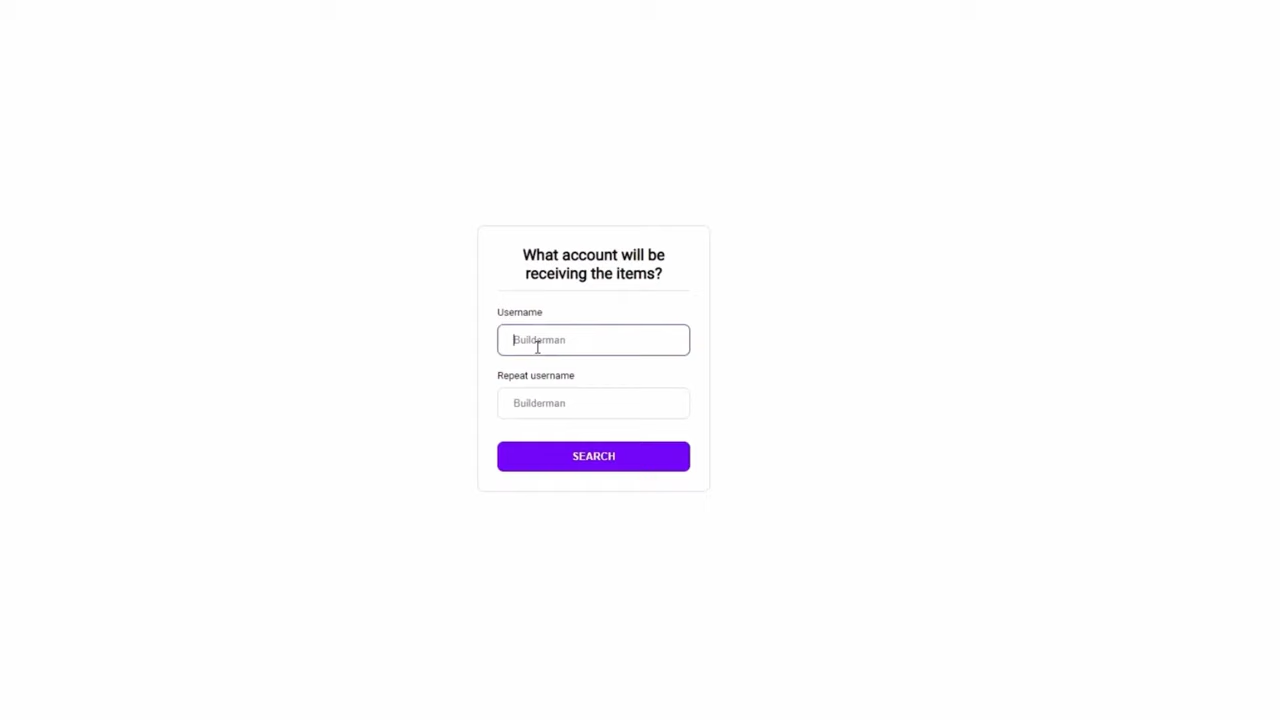 What account will be
receiving the items?
Username
Builderman
Repeat username
Builderman
SEARCH